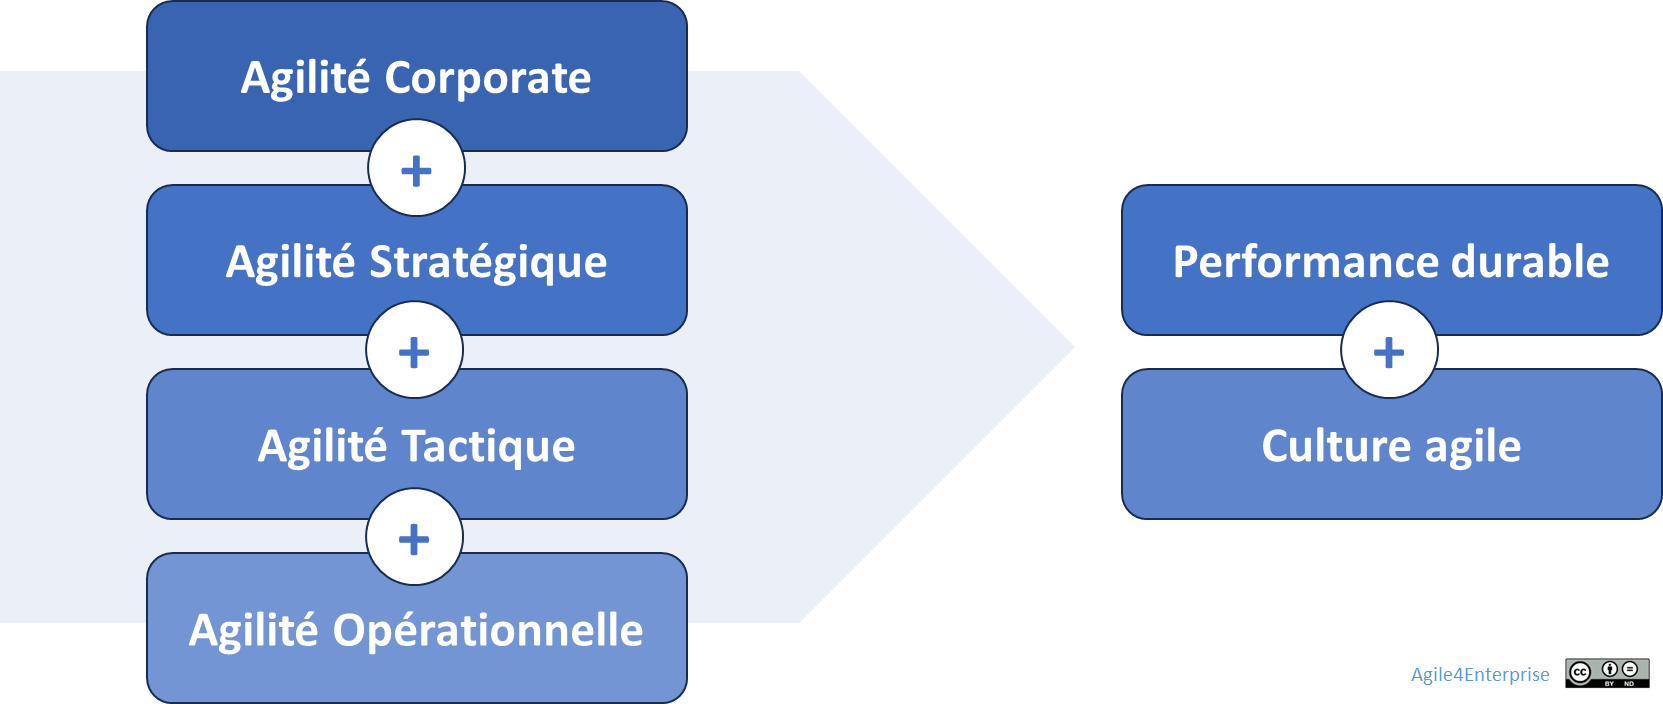 Agilité Corporate
+
Agilité Stratégique
+
Agilité Tactique
+
Agilité Opérationnelle
Performance durable
+
Culture agile
Agile4Enterprise
cc
BY ND